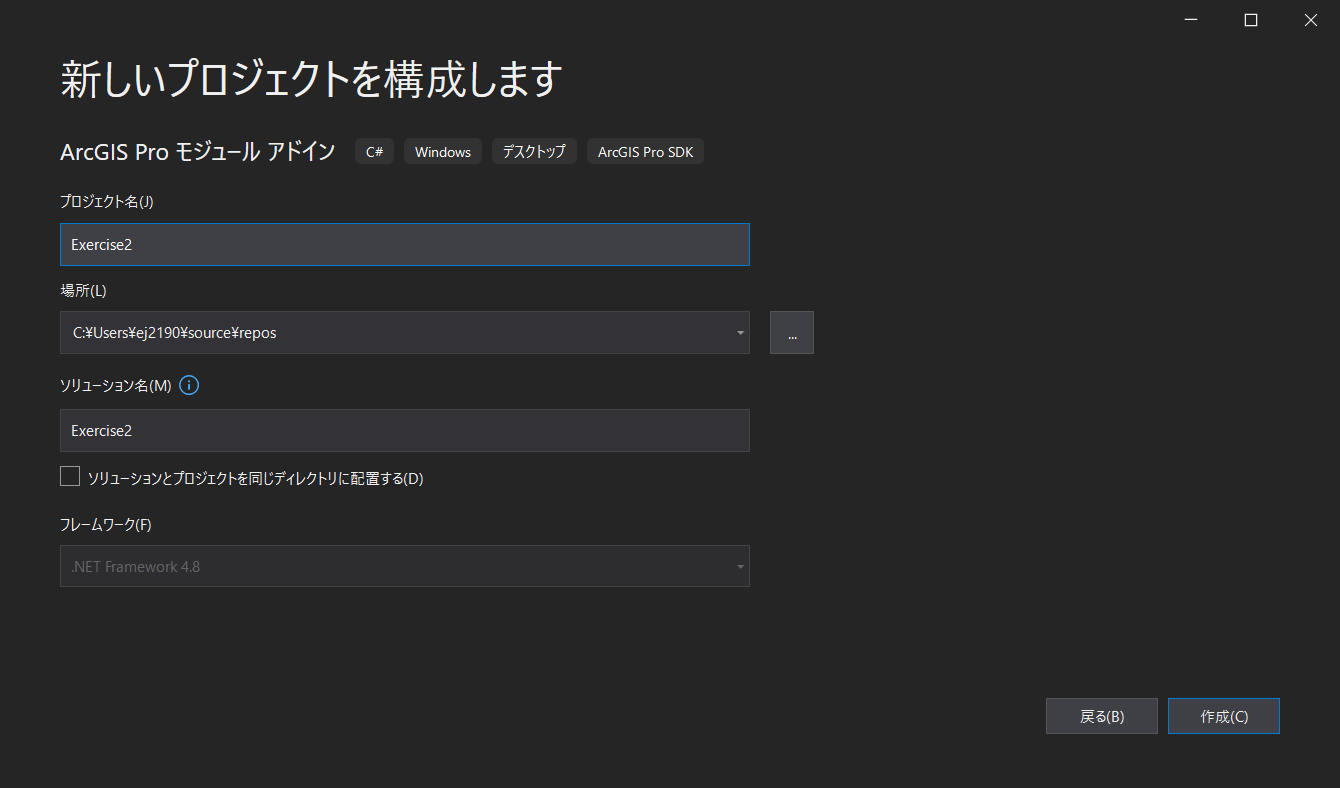 新しいプロジェクトを構成します
ArcGIS Pro モジュール アドイン C# Windows デスクトップ ArcGIS Pro SDK
プロジェクト名(J)
Exercise2
場所(L)
C:¥Users¥ej2190¥source¥repos
...
ソリューション名(M)
Exercise2
ソリューションとプロジェクトを同じディレクトリに配置する(D)
フレームワーク(F)
.NET Framework 4.8
戻る(B) 作成(C)